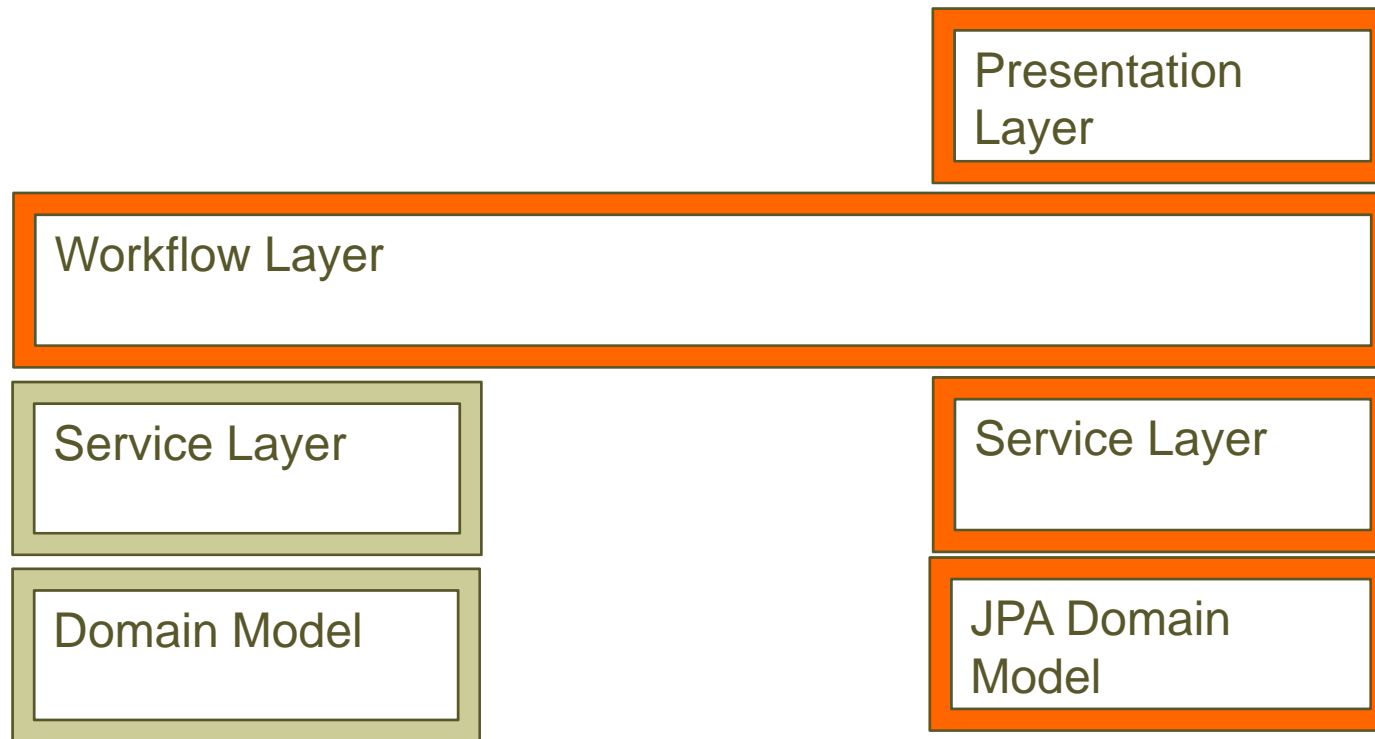 Presentation
Layer
Workflow Layer
Service Layer
Service Layer
Domain Model
JPA Domain
Model